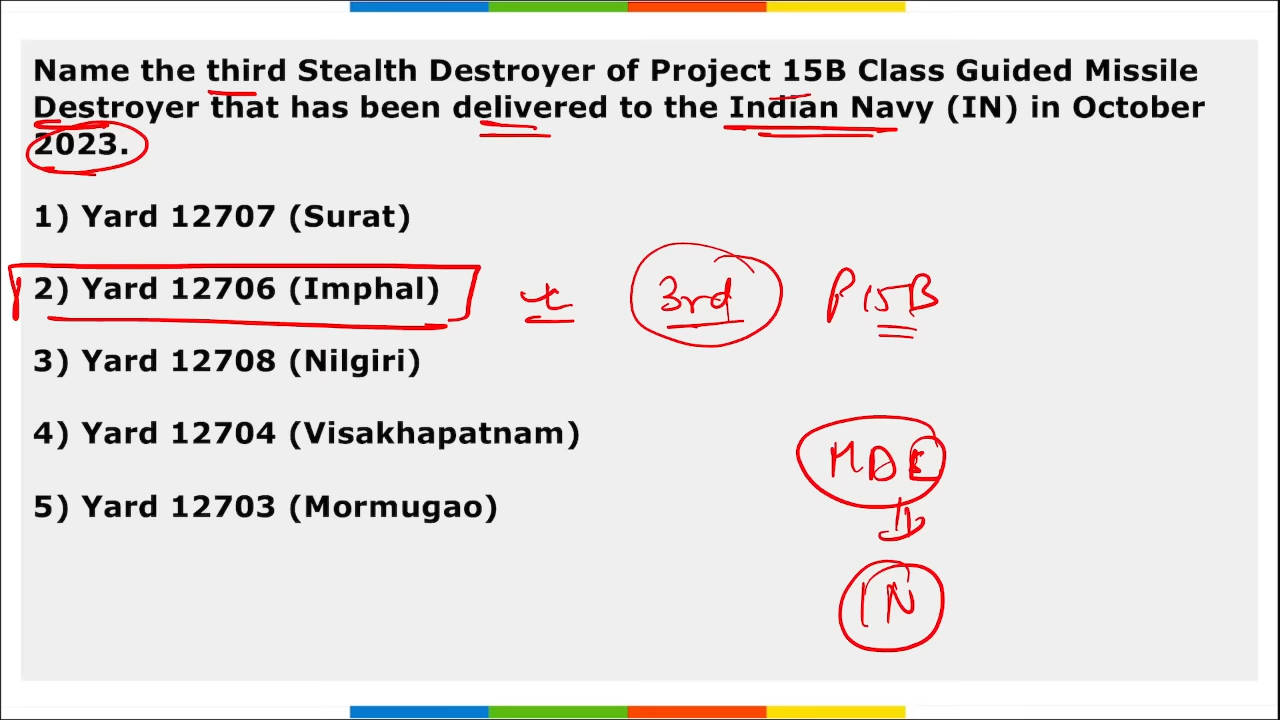 Name the third Stealth Destroyer of Project 15B Class Guided Missile
Destroyer that has been delivered to the Indian Navy (IN) in October
2023.
1) Yard 12707 (Surat)
2) Yard 12706 (Imphal)
3rd P15B
3) Yard 12708 (Nilgiri)
4) Yard 12704 (Visakhapatnam)
MD
5) Yard 12703 (Mormugao)
IN